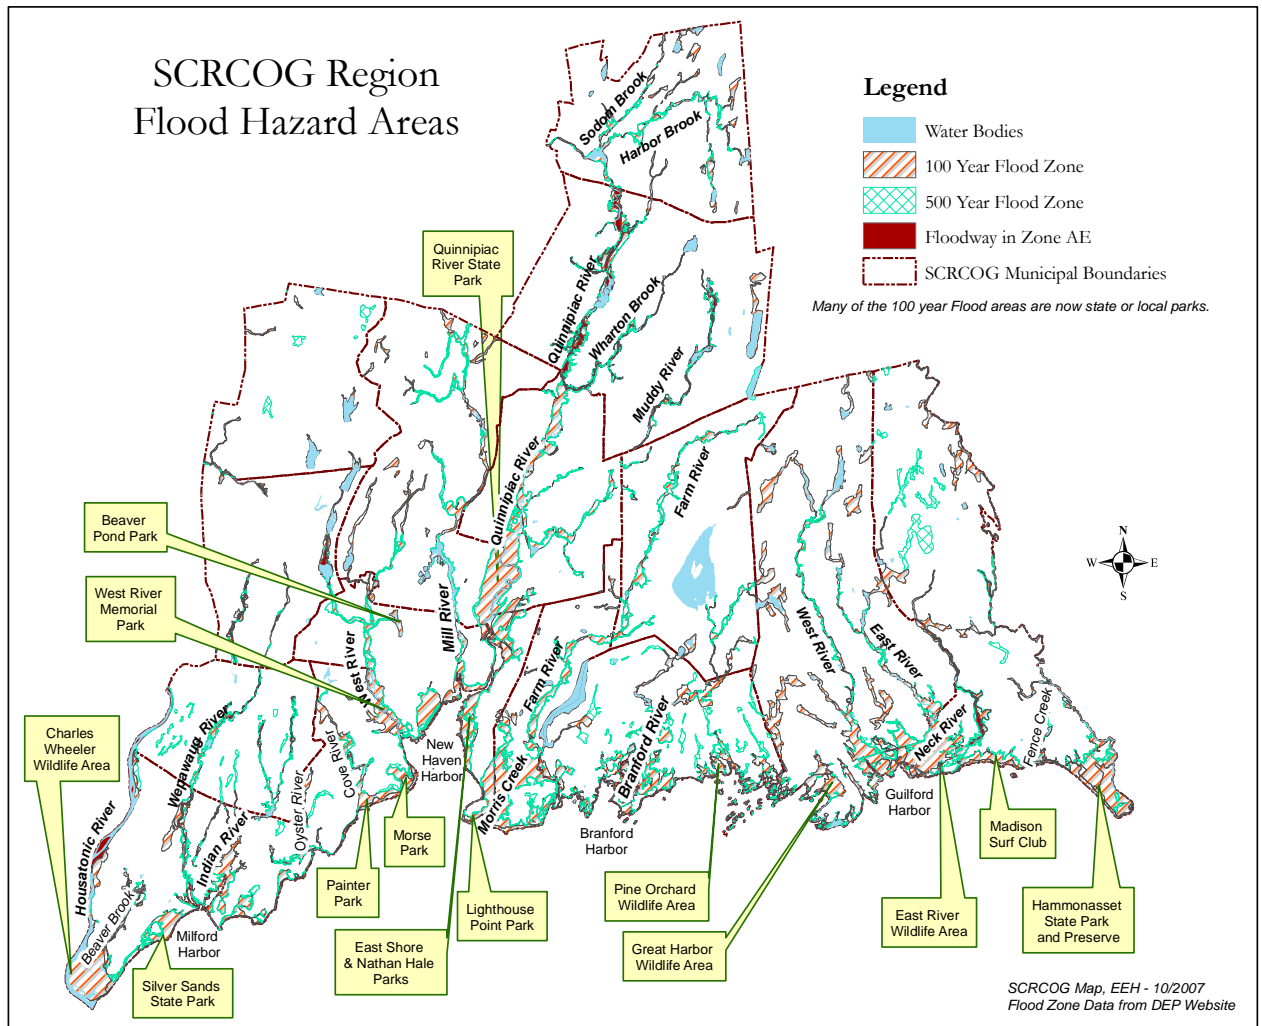 SCRCOG Region
Flood Hazard Areas
Legend
Water Bodies
100 Year Flood Zone
500 Year Flood Zone
Floodway in Zone AE
SCRCOG Municipal Boundaries
Many of the 100 year Flood areas are now state or local parks.
Sodom Brook
Harbor Brook
Quinnipiac
River State
Park
Quinnipiac River
Wharton Brook
Muddy River
Quinnipiac River
Farm River
Beaver
Pond Park
West River
Memorial
Park
N
W
E
S
Mill River
West River
Farm River
West River
East River
Charles
Wheeler
Wildlife Area
Wepawaug River
Cove River
New
Haven
Harbor
Branford River
Neck River
Fence Creek
Housatonic River
Oyster River
Indian River
Morris Creek
Guilford
Harbor
Branford
Harbor
Morse
Park
Madison
Surf Club
Painter
Park
Lighthouse
Point Park
Pine Orchard
Wildlife Area
East River
Wildlife Area
Hammonasset
State Park
and Preserve
Beaver Brook
Milford
Harbor
East Shore
& Nathan Hale
Parks
Great Harbor
Wildlife Area
Silver Sands
State Park
SCRCOG Map, EEH - 10/2007
Flood Zone Data from DEP Website